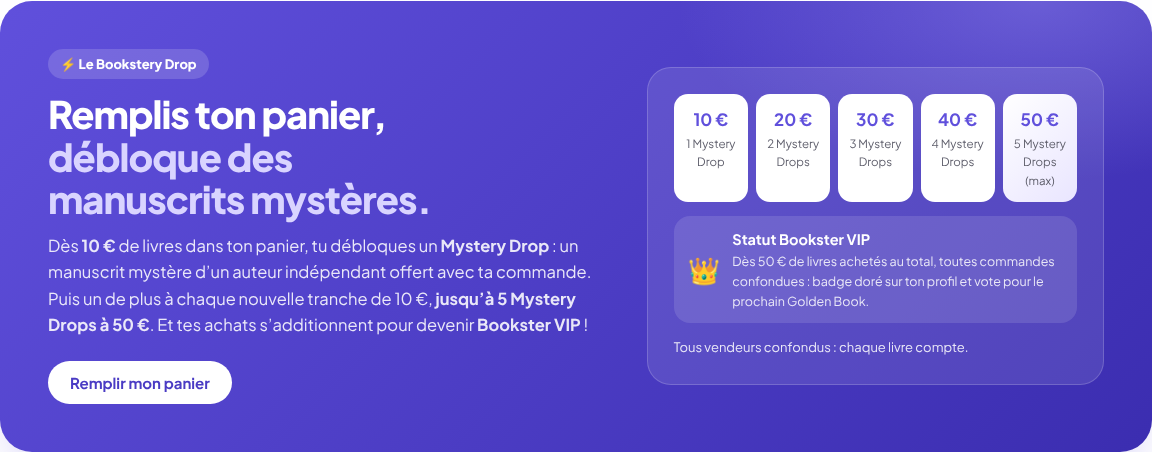 ⚡ Le Bookstery Drop
Remplis ton panier,
débloque des
manuscrits mystères.
Dès 10 € de livres dans ton panier, tu débloques un Mystery Drop : un
manuscrit mystère d’un auteur indépendant offert avec ta commande.
Puis un de plus à chaque nouvelle tranche de 10 €, jusqu’à 5 Mystery
Drops à 50 €. Et tes achats s’additionnent pour devenir Bookster VIP !
Remplir mon panier
10 €
1 Mystery
Drop
20 €
2 Mystery
Drops
30 €
3 Mystery
Drops
40 €
4 Mystery
Drops
50 €
5 Mystery
Drops
(max)
👑
Statut Bookster VIP
Dès 50 € de livres achetés au total, toutes commandes
confondues : badge doré sur ton profil et vote pour le
prochain Golden Book.
Tous vendeurs confondus : chaque livre compte.